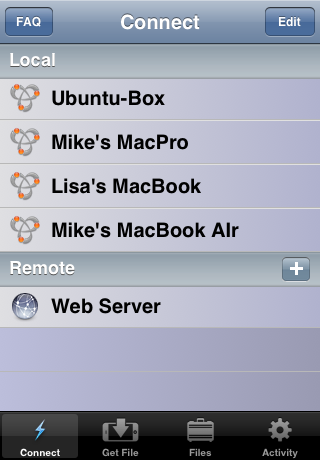 FAQ Connect Edit
Local
Ubuntu-Box
Mike's MacPro
Lisa's MacBook
Mike's MacBook AIr
Remote +
Web Server
Connect Get File Files Activity